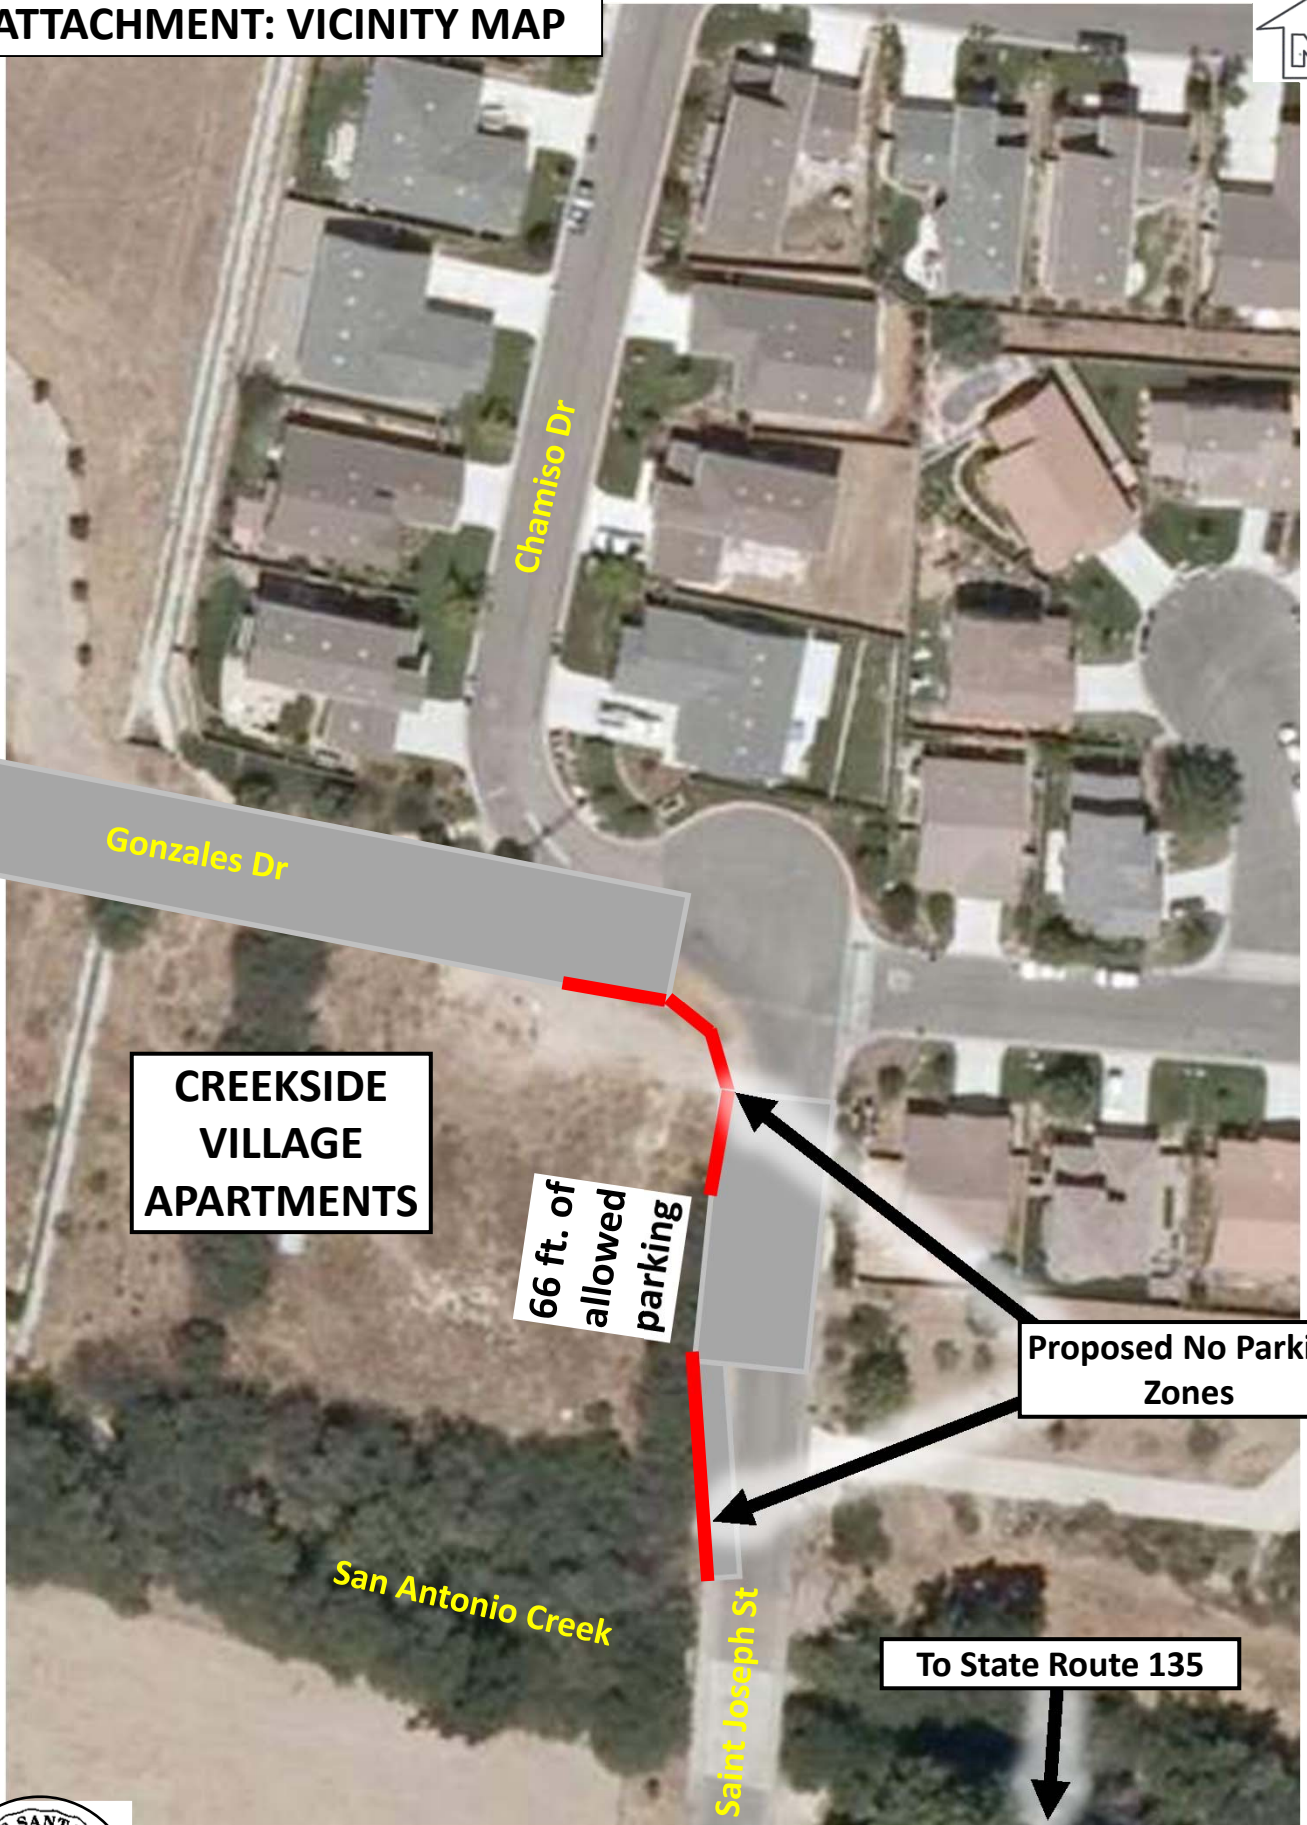 ATTACHMENT: VICINITY MAP
Chamiso Dr
Gonzales Dr
CREEKSIDE
VILLAGE
APARTMENTS
66 ft. of
allowed
parking
Proposed No Parki
Zones
San Antonio Creek
Saint Joseph St
To State Route 135